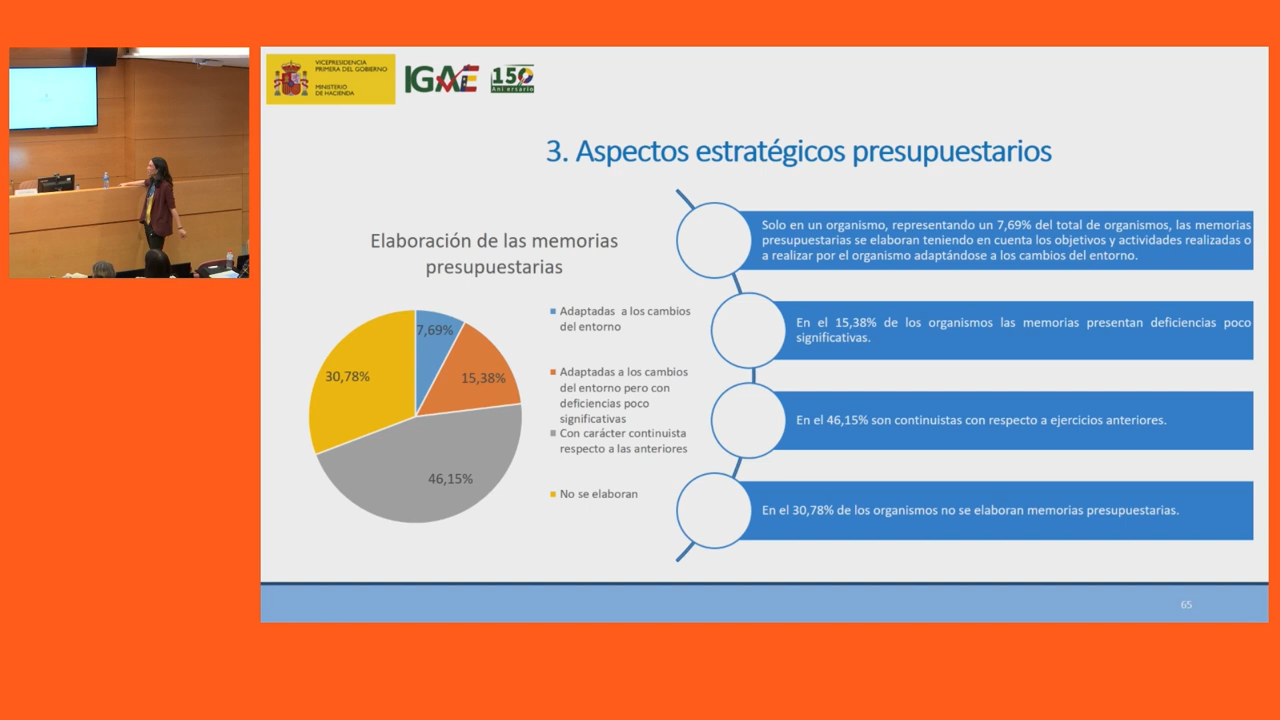 VICEPRESIDENCIA
PRIMERA DEL GOBIERNO
MINISTERIO
DE HACIENDA
IGAE
150
Aniversario
3. Aspectos estratégicos presupuestarios
Elaboración de las memorias
presupuestarias
7,69%
15,38%
46,15%
30,78%
Adaptadas a los cambios
del entorno
Adaptadas a los cambios
del entorno pero con
deficiencias poco
significativas
Con carácter continuista
respecto a las anteriores
No se elaboran
Solo en un organismo, representando un 7,69% del total de organismos, las memorias
presupuestarias se elaboran teniendo en cuenta los objetivos y actividades realizadas o
a realizar por el organismo adaptándose a los cambios del entorno.
En el 15,38% de los organismos las memorias presentan deficiencias poco
significativas.
En el 46,15% son continuistas con respecto a ejercicios anteriores.
En el 30,78% de los organismos no se elaboran memorias presupuestarias.
65